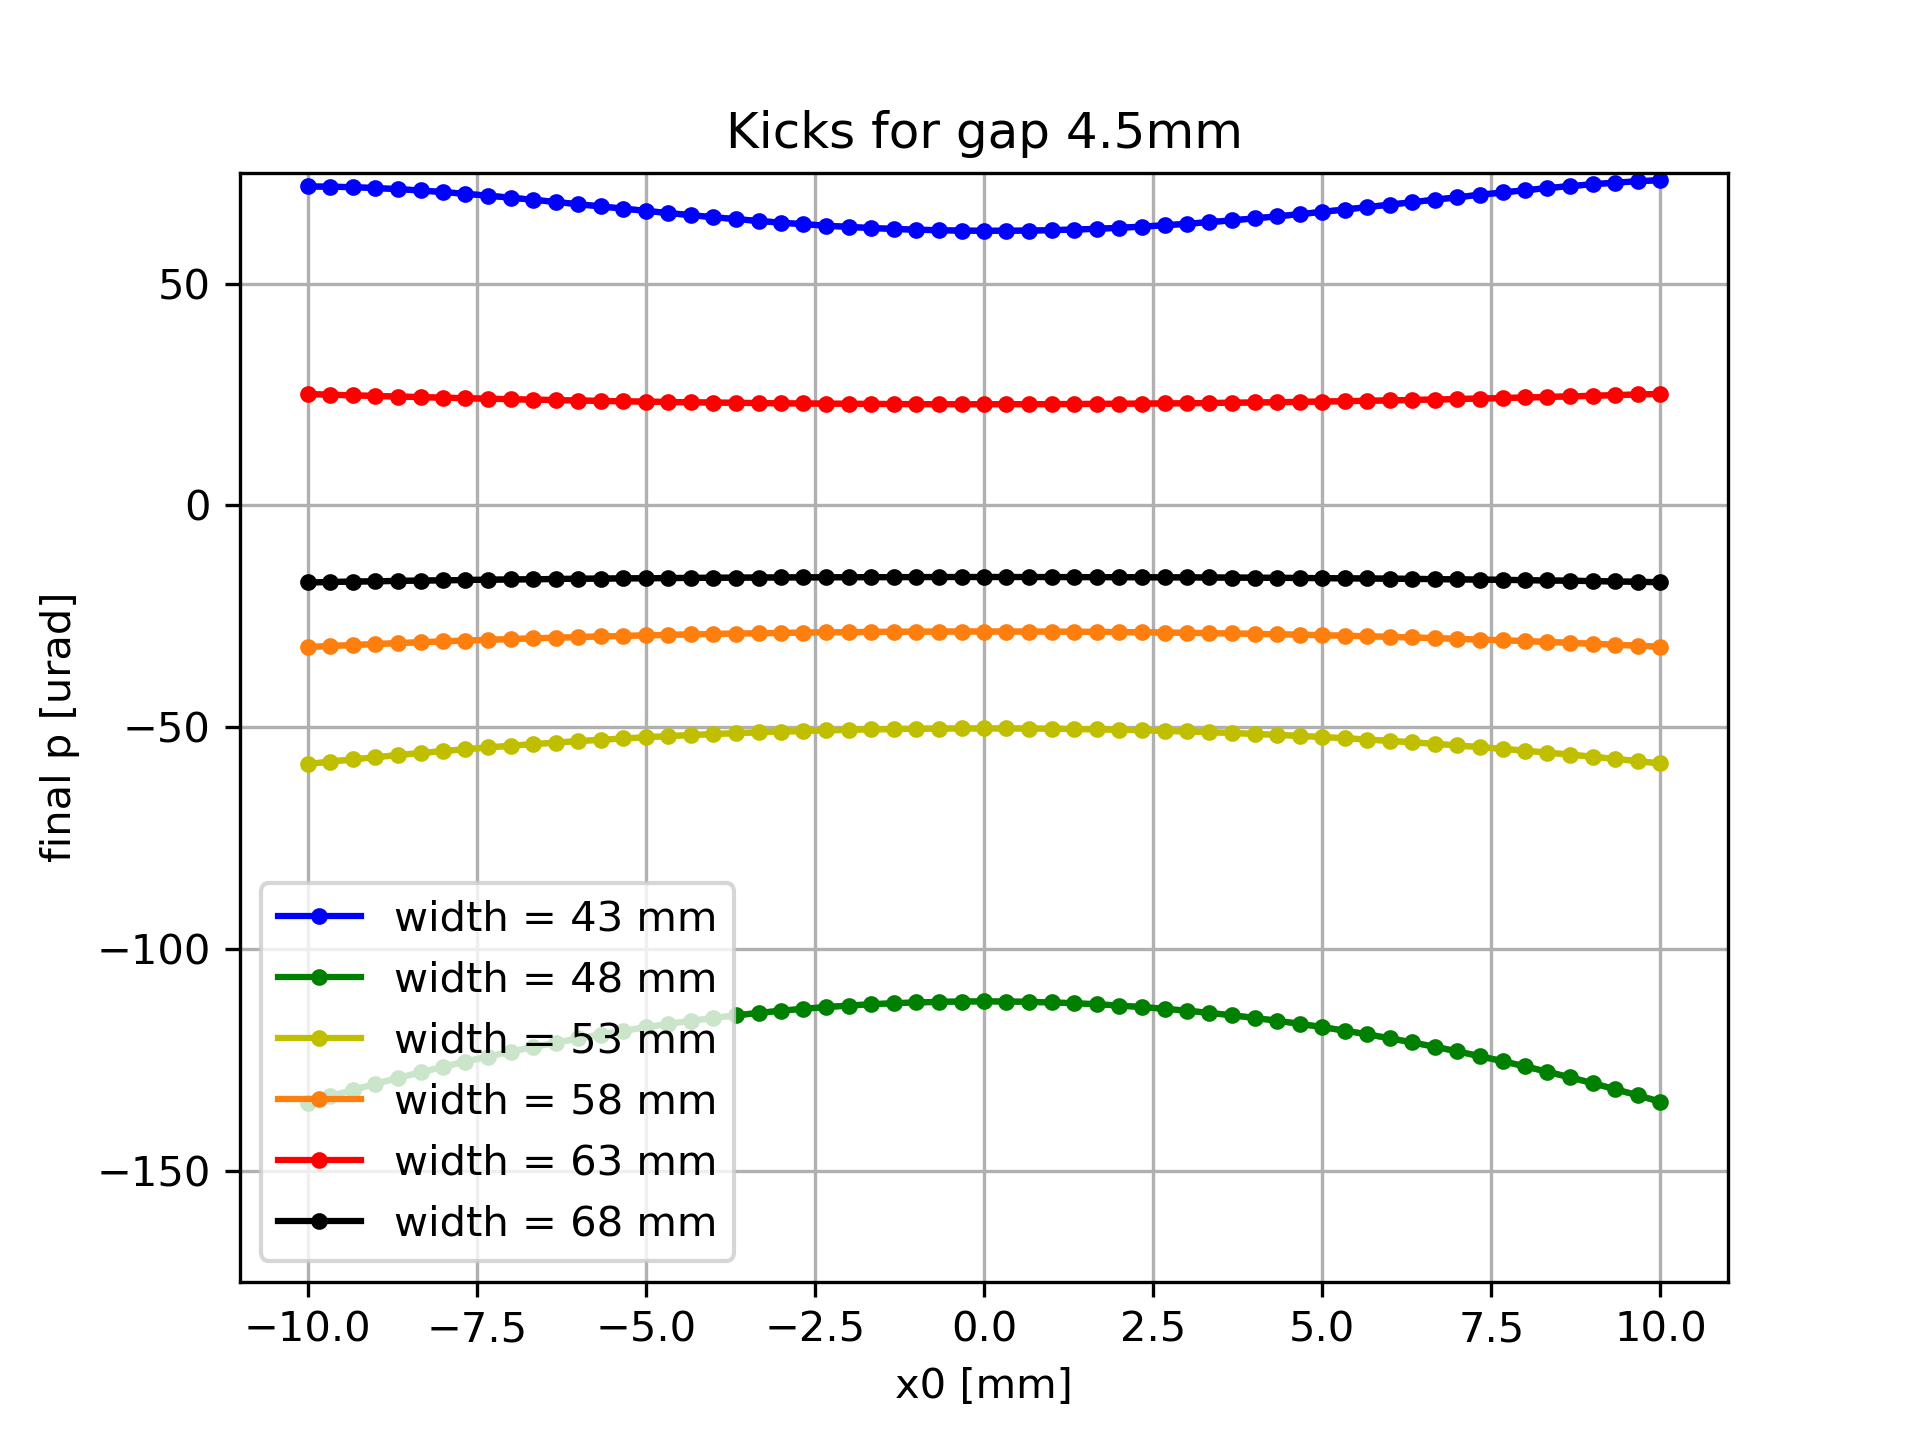 Kicks for gap 4.5mm
50
0
−50
−100
−150
final p [urad]
width = 43 mm
width = 48 mm
width = 53 mm
width = 58 mm
width = 63 mm
width = 68 mm
−10.0 −7.5 −5.0 −2.5 0.0 2.5 5.0 7.5 10.0
x0 [mm]